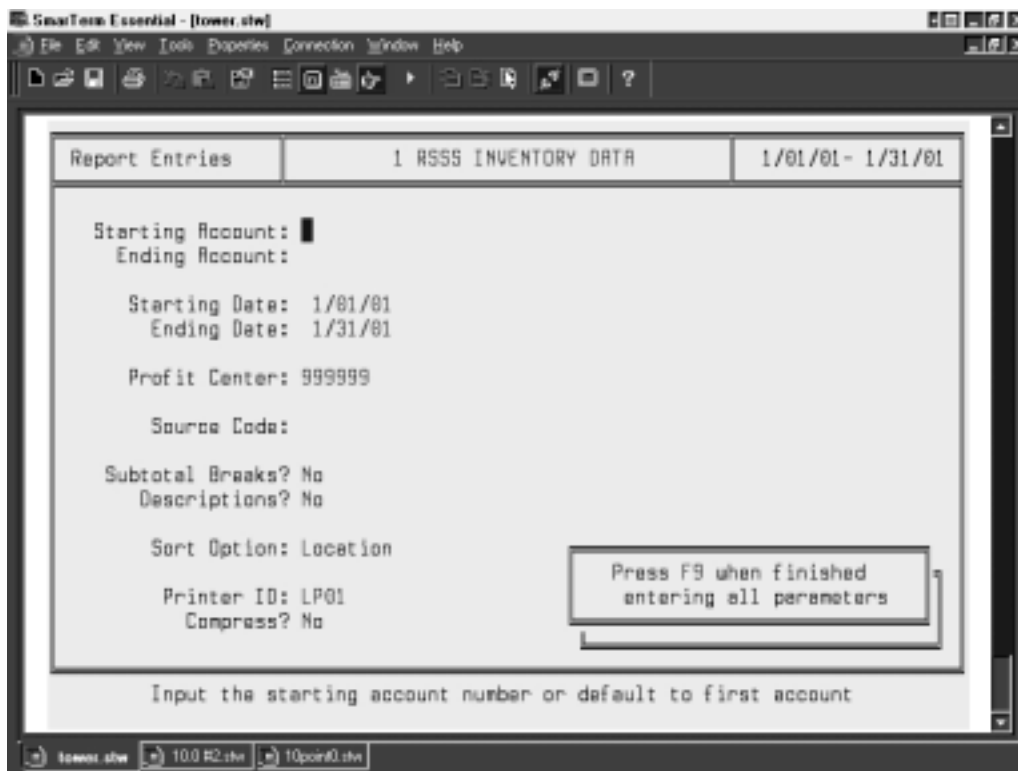 SmarTerm Essential - [tower.stw]
File Edit View Tools Properties Connection Window Help
Report Entries
1 RSSS INVENTORY DATA
1/01/01- 1/31/01
Starting Account:
Ending Account:
Starting Date: 1/01/01
Ending Date: 1/31/01
Profit Center: 999999
Source Code:
Subtotal Breaks? No
Descriptions? No
Sort Option: Location
Printer ID: LP01
Compress? No
Press F9 when finished
entering all parameters
Input the starting account number or default to first account
tower.stw
10.0 #2.stw
10point0.stw